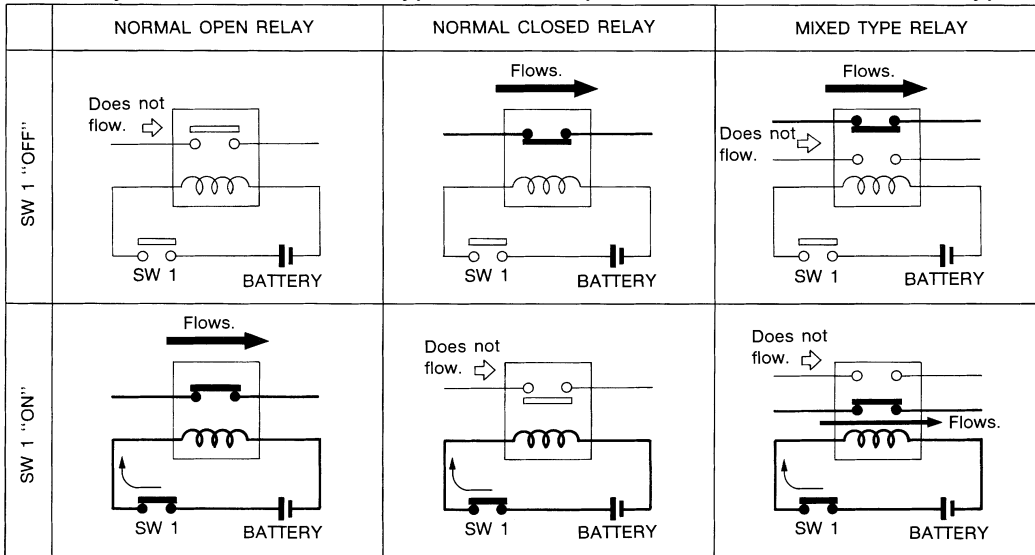 NORMAL OPEN RELAY
NORMAL CLOSED RELAY
MIXED TYPE RELAY
SW 1 “OFF”
Does not
flow.
SW 1
BATTERY
Flows.
SW 1
BATTERY
Flows.
Does not
flow.
SW 1
BATTERY
SW 1 “ON”
Flows.
SW 1
BATTERY
Does not
flow.
SW 1
BATTERY
Does not
flow.
Flows.
SW 1
BATTERY